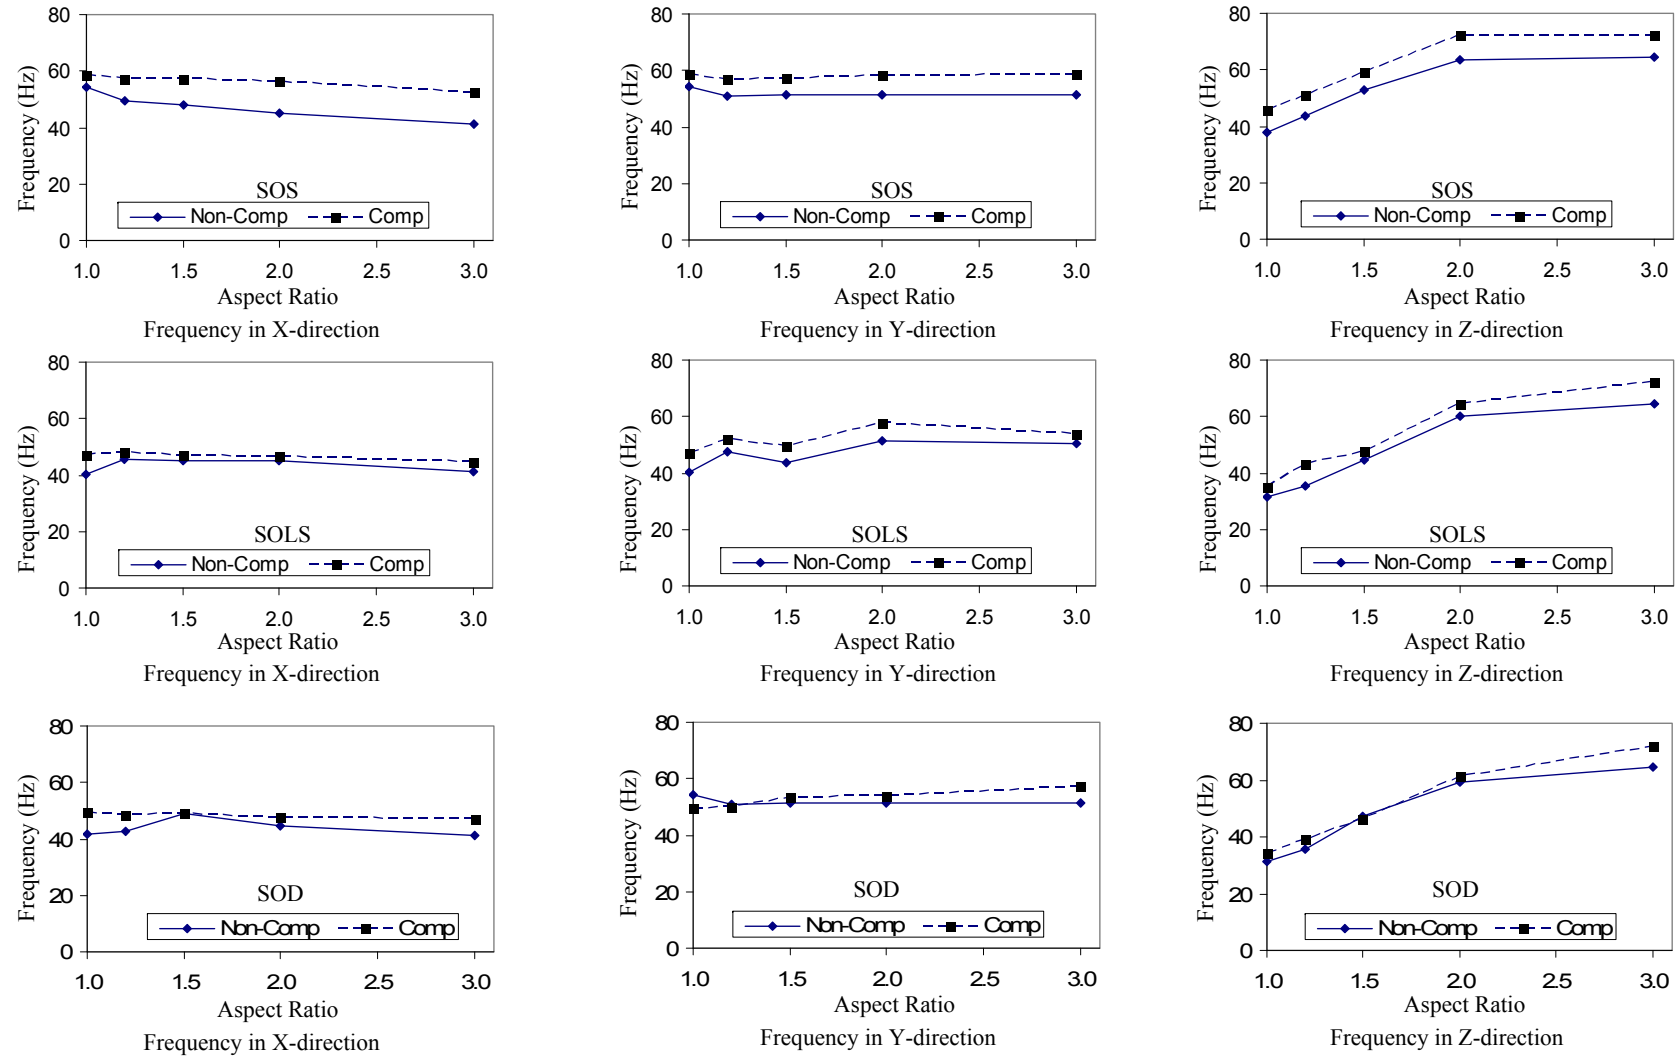 80
60
40
20
0
Frequency (Hz)
SOS
Non-Comp Comp
1.0 1.5 2.0 2.5 3.0
Aspect Ratio
Frequency in X-direction
80
60
40
20
0
Frequency (Hz)
SOS
Non-Comp Comp
1.0 1.5 2.0 2.5 3.0
Aspect Ratio
Frequency in Y-direction
80
60
40
20
0
Frequency (Hz)
SOS
Non-Comp Comp
1.0 1.5 2.0 2.5 3.0
Aspect Ratio
Frequency in Z-direction
80
60
40
20
0
Frequency (Hz)
SOLS
Non-Comp Comp
1.0 1.5 2.0 2.5 3.0
Aspect Ratio
Frequency in X-direction
80
60
40
20
0
Frequency (Hz)
SOLS
Non-Comp Comp
1.0 1.5 2.0 2.5 3.0
Aspect Ratio
Frequency in Y-direction
80
60
40
20
0
Frequency (Hz)
SOLS
Non-Comp Comp
1.0 1.5 2.0 2.5 3.0
Aspect Ratio
Frequency in Z-direction
80
60
40
20
0
Frequency (Hz)
SOD
Non-Comp Comp
1.0 1.5 2.0 2.5 3.0
Aspect Ratio
Frequency in X-direction
80
60
40
20
0
Frequency (Hz)
SOD
Non-Comp Comp
1.0 1.5 2.0 2.5 3.0
Aspect Ratio
Frequency in Y-direction
80
60
40
20
0
Frequency (Hz)
SOD
Non-Comp Comp
1.0 1.5 2.0 2.5 3.0
Aspect Ratio
Frequency in Z-direction